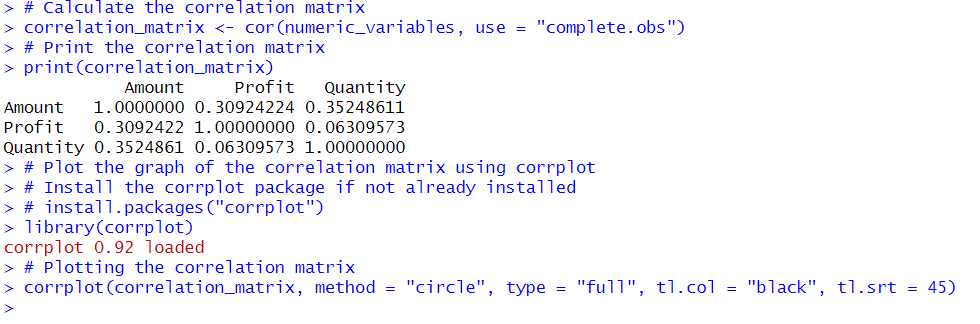 > # Calculate the correlation matrix
> correlation_matrix <- cor(numeric_variables, use = "complete.obs")
> # Print the correlation matrix
> print(correlation_matrix)
            Amount     Profit   Quantity
Amount   1.0000000 0.30924224 0.35248611
Profit   0.3092422 1.00000000 0.06309573
Quantity 0.3524861 0.06309573 1.00000000
> # Plot the graph of the correlation matrix using corrplot
> # Install the corrplot package if not already installed
> # install.packages("corrplot")
> library(corrplot)
corrplot 0.92 loaded
> # Plotting the correlation matrix
> corrplot(correlation_matrix, method = "circle", type = "full", tl.col = "black", tl.srt = 45)
>